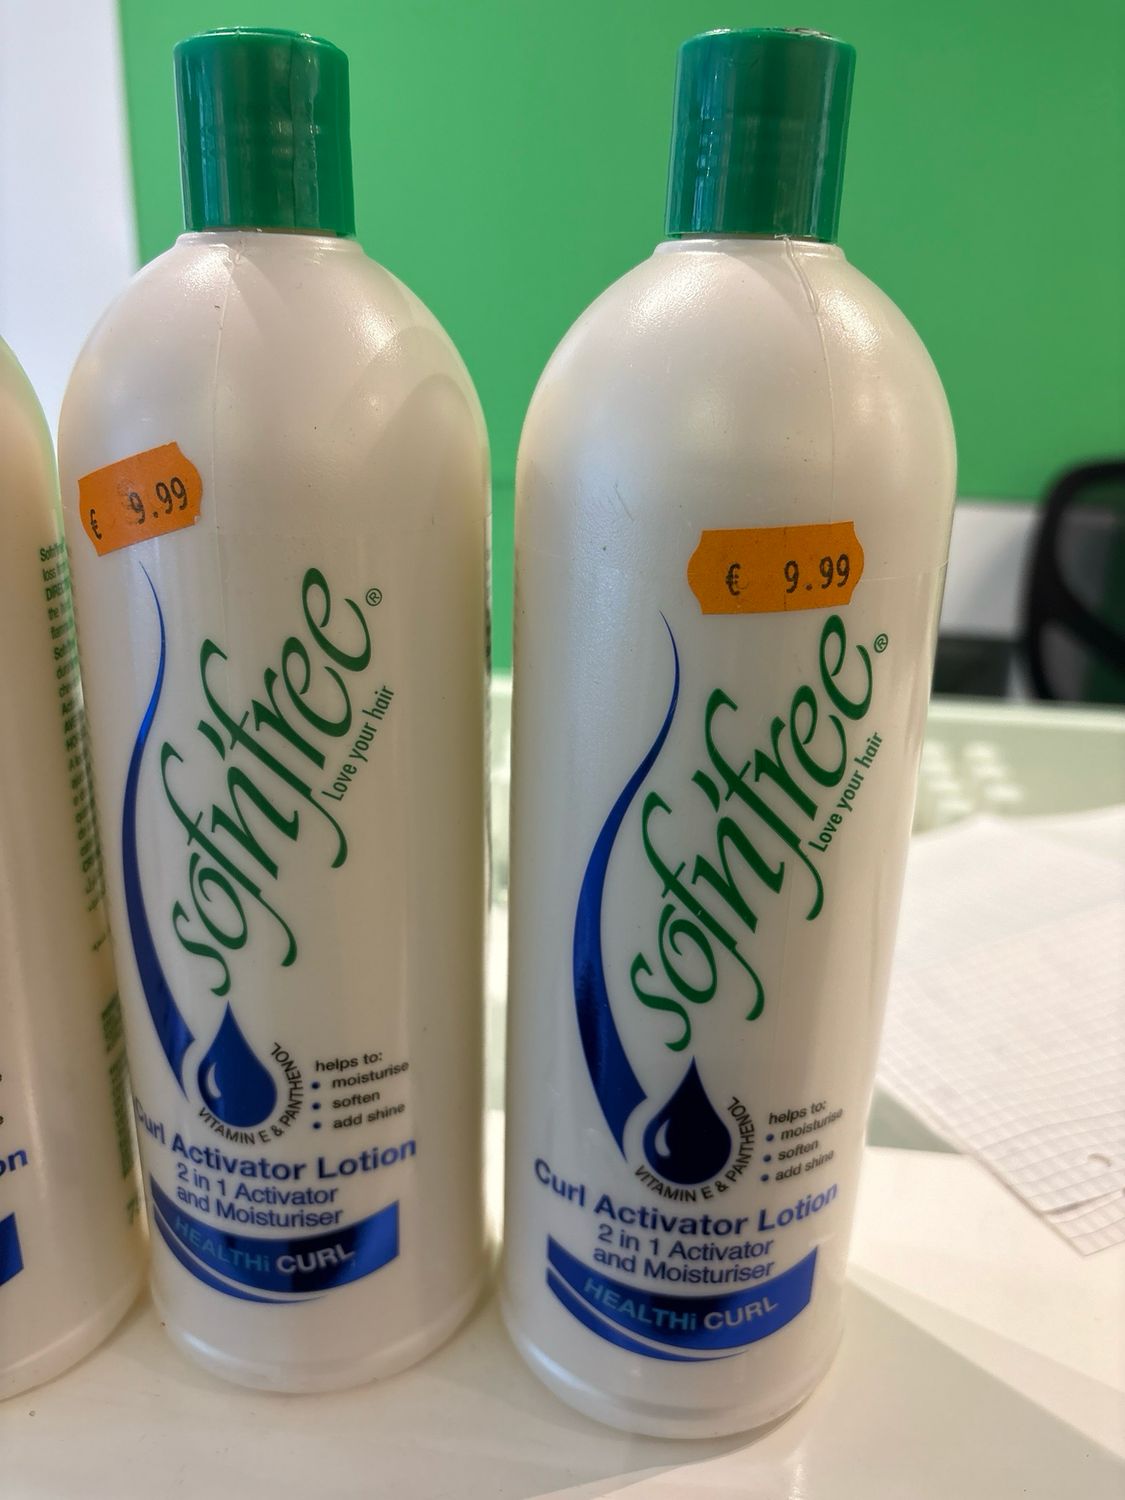 € 9.99
sofn'free®
Love your hair
VITAMIN E & PANTHENOL
helps to:
• moisturise
• soften
• add shine
Curl Activator Lotion
2 in 1 Activator
and Moisturiser
HEALTHi CURL
€ 9.99
sofn'free®
Love your hair
VITAMIN E & PANTHENOL
helps to:
• moisturise
• soften
• add shine
Curl Activator Lotion
2 in 1 Activator
and Moisturiser
HEALTHi CURL